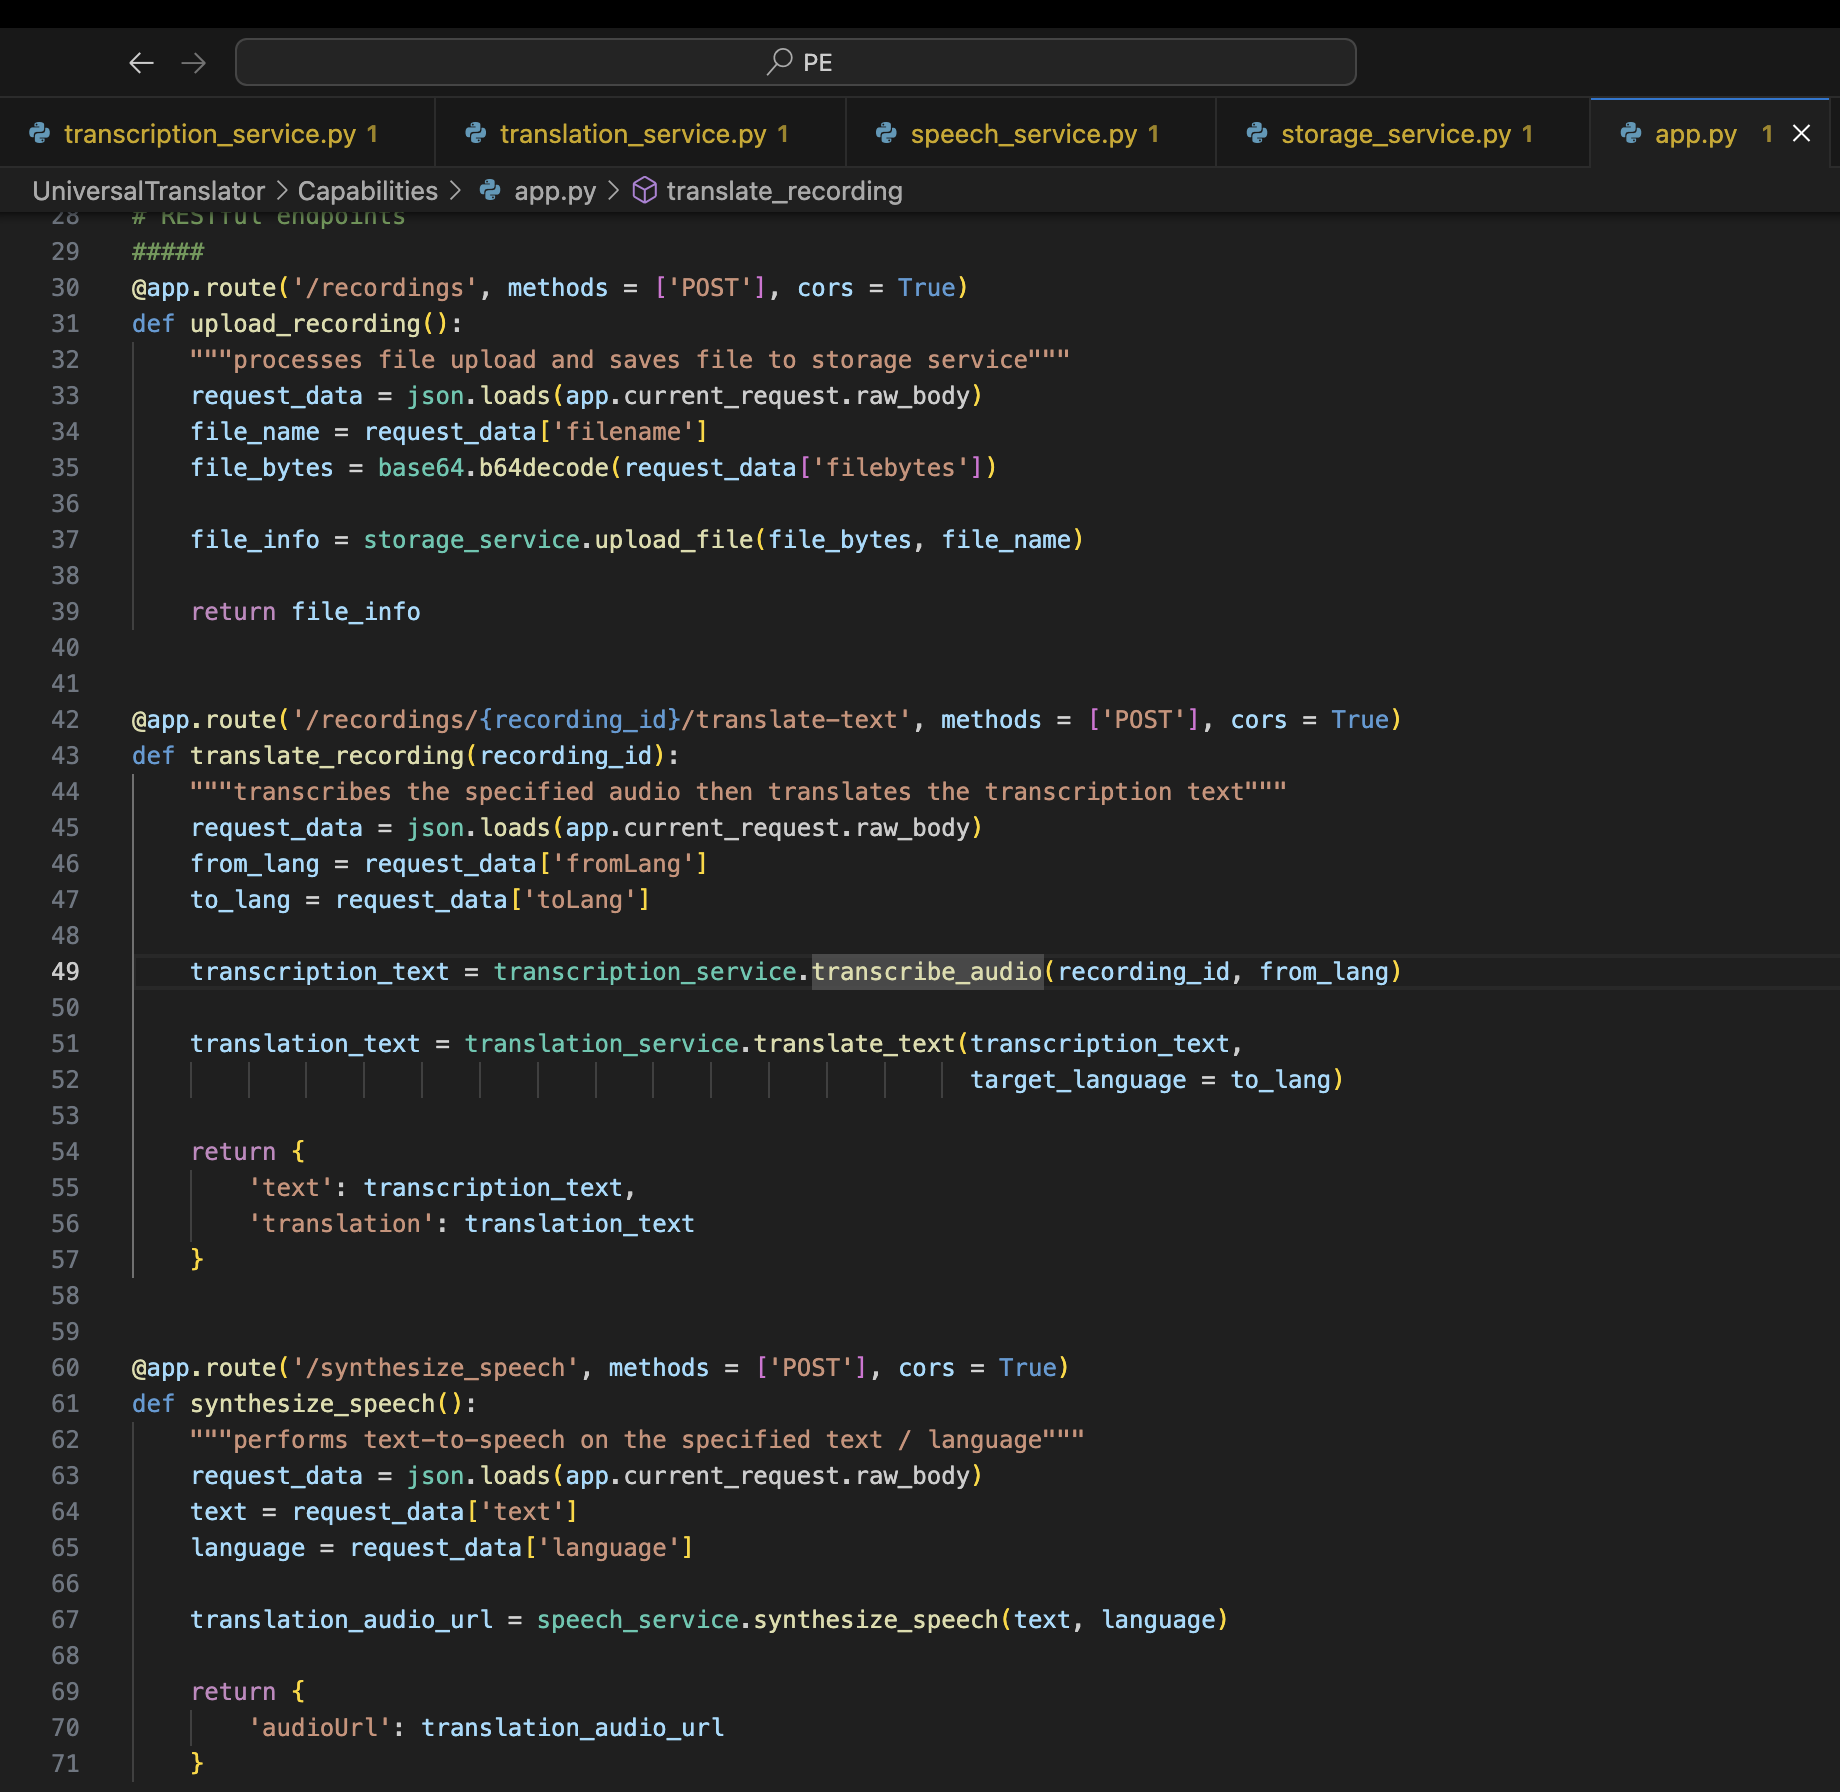 PE
transcription_service.py 1
translation_service.py 1
speech_service.py 1
storage_service.py 1
app.py 1
UniversalTranslator > Capabilities > app.py > translate_recording
28 # RESTful endpoints
29 #####
30 @app.route('/recordings', methods = ['POST'], cors = True)
31 def upload_recording():
32     """processes file upload and saves file to storage service"""
33     request_data = json.loads(app.current_request.raw_body)
34     file_name = request_data['filename']
35     file_bytes = base64.b64decode(request_data['filebytes'])
36
37     file_info = storage_service.upload_file(file_bytes, file_name)
38
39     return file_info
40
41
42 @app.route('/recordings/{recording_id}/translate-text', methods = ['POST'], cors = True)
43 def translate_recording(recording_id):
44     """transcribes the specified audio then translates the transcription text"""
45     request_data = json.loads(app.current_request.raw_body)
46     from_lang = request_data['fromLang']
47     to_lang = request_data['toLang']
48
49     transcription_text = transcription_service.transcribe_audio(recording_id, from_lang)
50
51     translation_text = translation_service.translate_text(transcription_text,
52                                                           target_language = to_lang)
53
54     return {
55         'text': transcription_text,
56         'translation': translation_text
57     }
58
59
60 @app.route('/synthesize_speech', methods = ['POST'], cors = True)
61 def synthesize_speech():
62     """performs text-to-speech on the specified text / language"""
63     request_data = json.loads(app.current_request.raw_body)
64     text = request_data['text']
65     language = request_data['language']
66
67     translation_audio_url = speech_service.synthesize_speech(text, language)
68
69     return {
70         'audioUrl': translation_audio_url
71     }